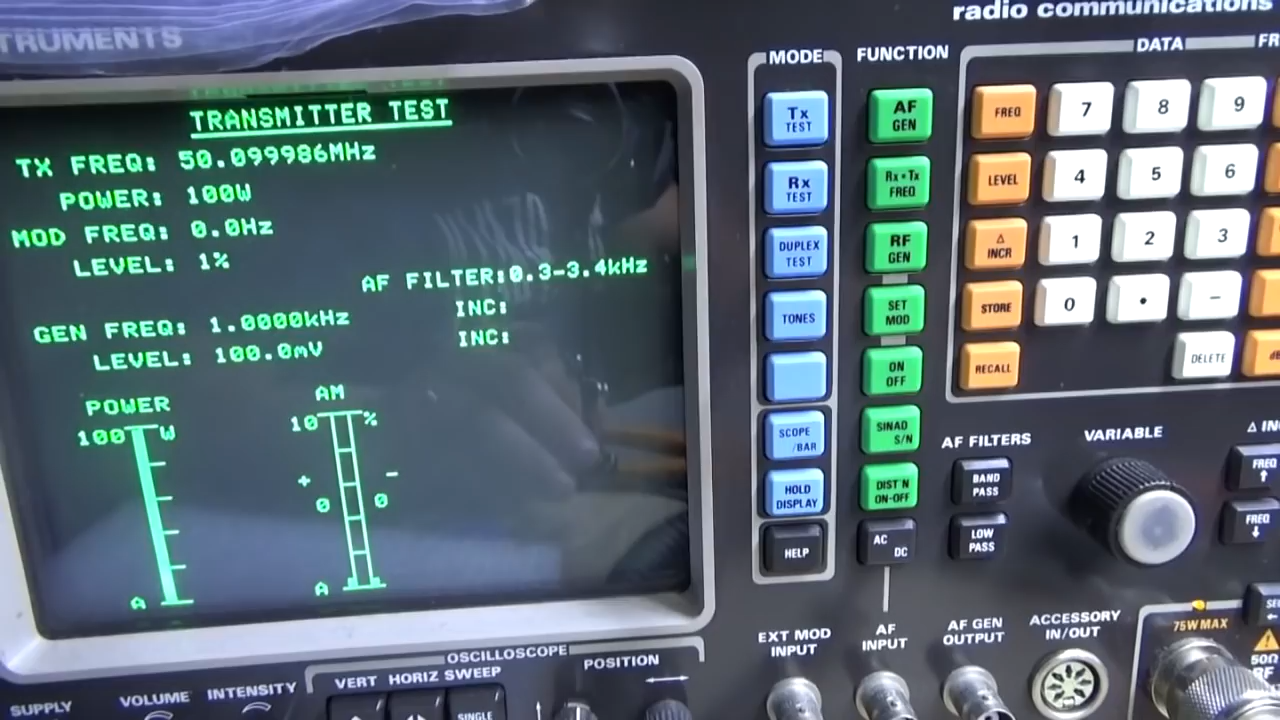 radio communications
TRUMENTS
TRANSMITTER TEST
TX FREQ: 50.099986MHz
POWER: 100W
MOD FREQ: 0.0Hz
LEVEL: 1%
AF FILTER:0.3-3.4kHz
INC:
INC:
GEN FREQ: 1.0000kHz
LEVEL: 100.0mV
POWER
100 W
A
AM
10 %
+ -
0 0
A
MODE
Tx TEST
Rx TEST
DUPLEX TEST
TONES
SCOPE /BAR
HOLD DISPLAY
HELP
FUNCTION
AF GEN
Rx=Tx FREQ
RF GEN
SET MOD
ON OFF
SINAD S/N
DIST'N ON-OFF
AC DC
DATA
FREQ 7 8 9
LEVEL 4 5 6
Δ INCR 1 2 3
STORE 0 • −
RECALL DELETE
AF FILTERS
BAND PASS
LOW PASS
VARIABLE
FREQ ↑
FREQ ↓
EXT MOD INPUT
AF INPUT
AF GEN OUTPUT
ACCESSORY IN/OUT
75W MAX
50Ω
OSCILLOSCOPE
VERT HORIZ SWEEP
POSITION
SINGLE
SUPPLY
VOLUME
INTENSITY